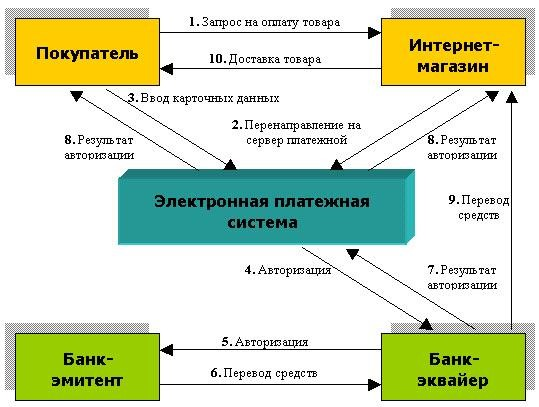 1. Запрос на оплату товара
Покупатель
Интернет-
магазин
10. Доставка товара
3. Ввод карточных данных
2. Перенаправление на
сервер платежной
8. Результат
авторизации
8. Результат
авторизации
Электронная платежная
система
9. Перевод
средств
4. Авторизация
7. Результат
авторизации
5. Авторизация
Банк-
эмитент
6. Перевод средств
Банк-
эквайер